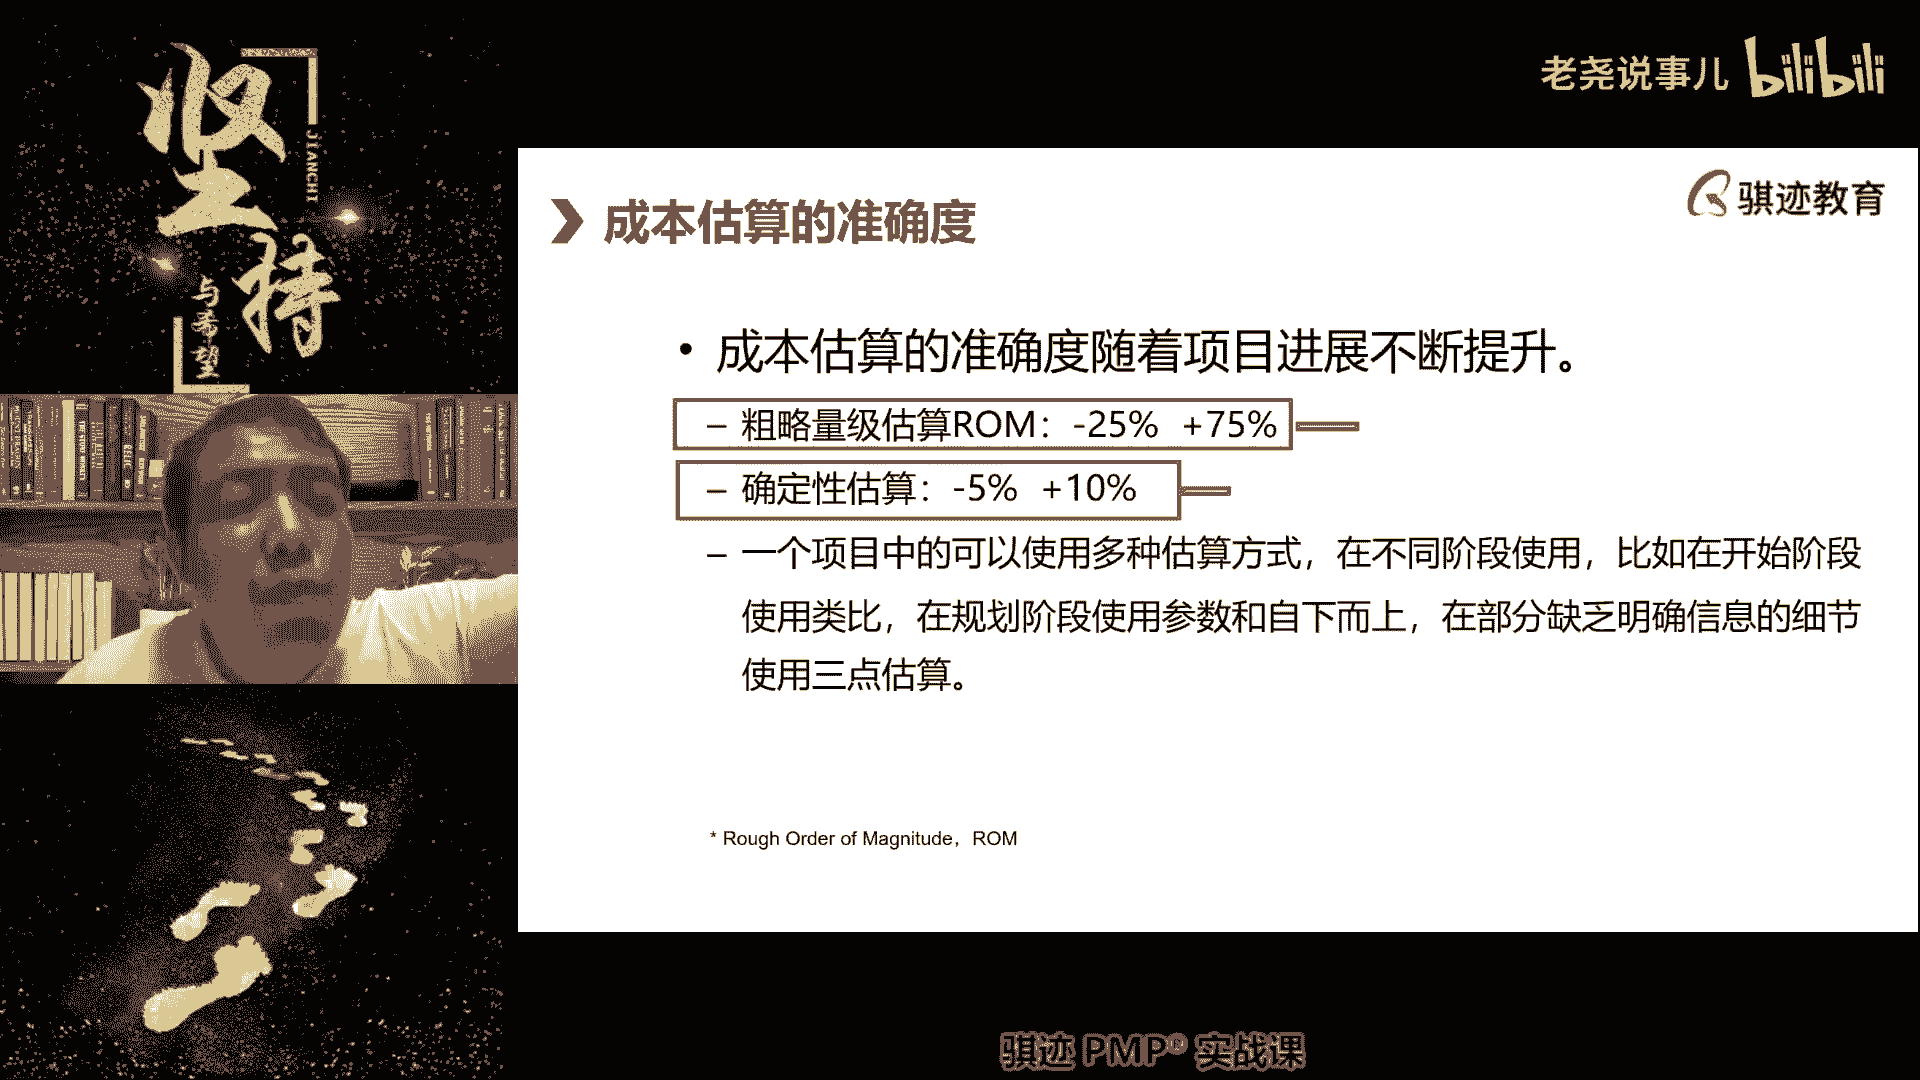 坚持
JIANCHI
与希望
老尧说事儿 bilibili
骐迹教育
成本估算的准确度
• 成本估算的准确度随着项目进展不断提升。
– 粗略量级估算ROM：-25% +75%
– 确定性估算：-5% +10%
– 一个项目中的可以使用多种估算方式，在不同阶段使用，比如在开始阶段
使用类比，在规划阶段使用参数和自下而上，在部分缺乏明确信息的细节
使用三点估算。
* Rough Order of Magnitude，ROM
骐迹 PMP® 实战课